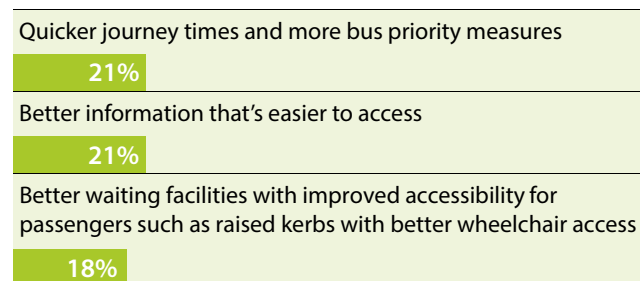 Quicker journey times and more bus priority measures
21%
Better information that’s easier to access
21%
Better waiting facilities with improved accessibility for
passengers such as raised kerbs with better wheelchair access
18%